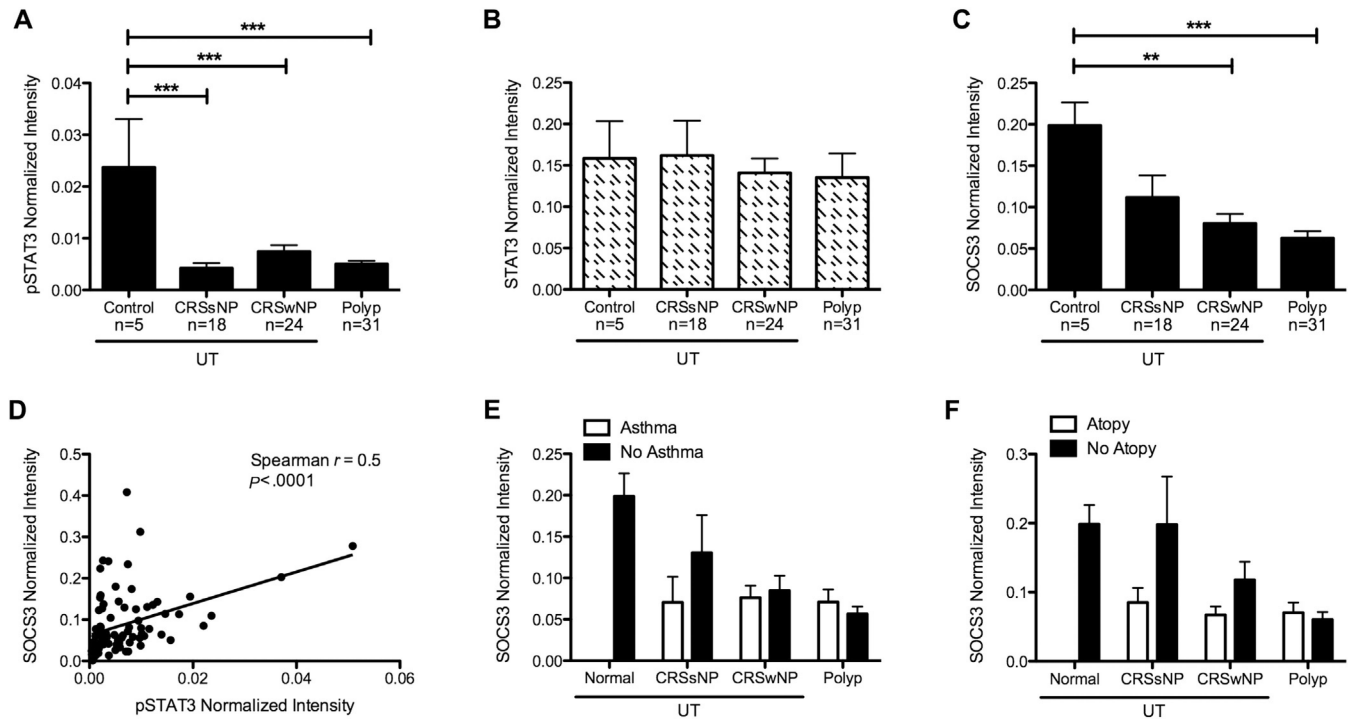 A
***
***
***
pSTAT3 Normalized Intensity
0.04
0.03
0.02
0.01
0.00
Control CRSsNP CRSwNP Polyp
n=5 n=18 n=24 n=31
UT
B
STAT3 Normalized Intensity
0.25
0.20
0.15
0.10
0.05
0.00
Control CRSsNP CRSwNP Polyp
n=5 n=18 n=24 n=31
UT
C
***
**
SOCS3 Normalized Intensity
0.25
0.20
0.15
0.10
0.05
0.00
Control CRSsNP CRSwNP Polyp
n=5 n=18 n=24 n=31
UT
D
SOCS3 Normalized Intensity
0.5
0.4
0.3
0.2
0.1
0.0
Spearman r = 0.5
P<.0001
0.00 0.02 0.04 0.06
pSTAT3 Normalized Intensity
E
Asthma
No Asthma
SOCS3 Normalized Intensity
0.25
0.20
0.15
0.10
0.05
0.00
Normal CRSsNP CRSwNP Polyp
UT
F
Atopy
No Atopy
SOCS3 Normalized Intensity
0.3
0.2
0.1
0.0
Normal CRSsNP CRSwNP Polyp
UT